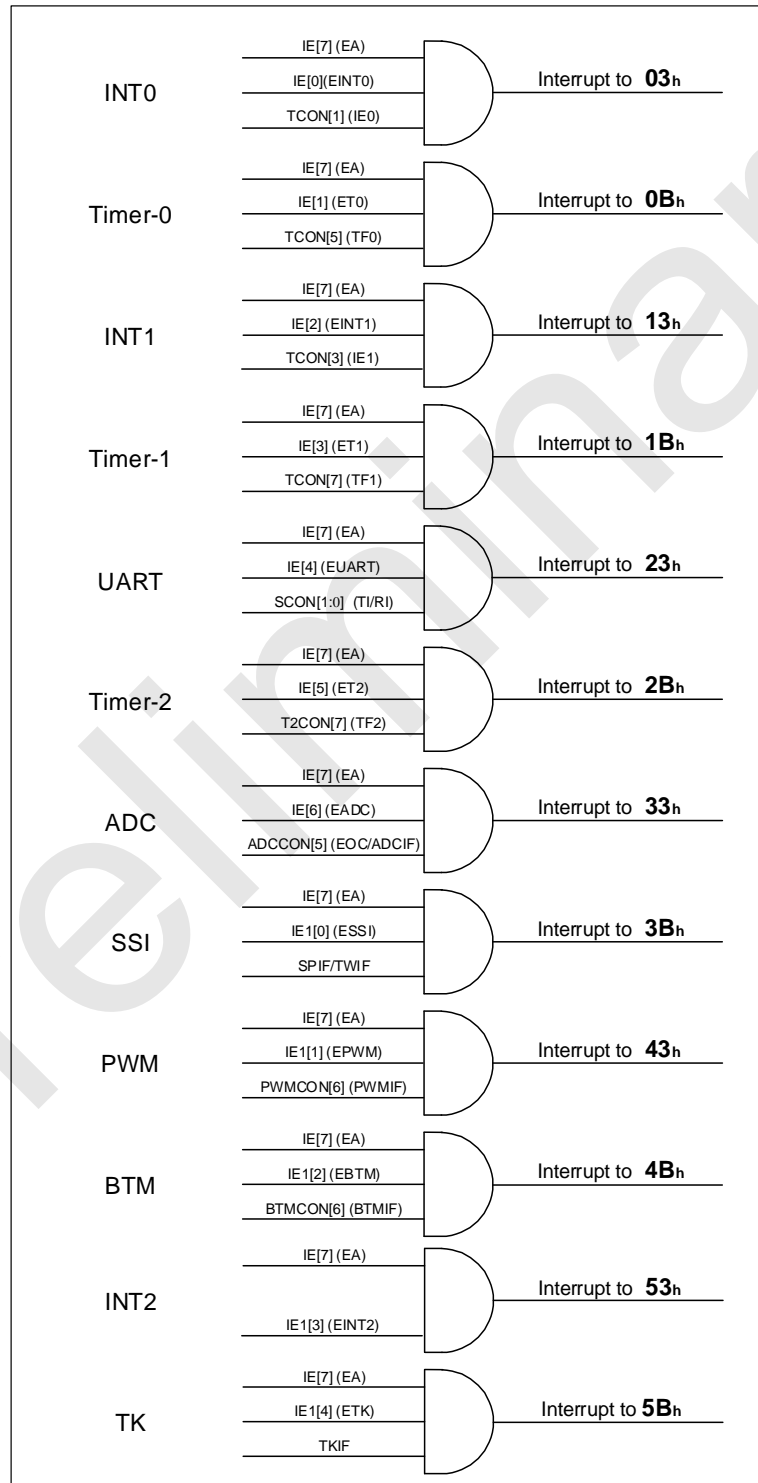 IE[7] (EA)
INT0 IE[0](EINT0) Interrupt to 03h
TCON[1] (IE0)
IE[7] (EA)
Timer-0 IE[1] (ET0) Interrupt to 0Bh
TCON[5] (TF0)
IE[7] (EA)
INT1 IE[2] (EINT1) Interrupt to 13h
TCON[3] (IE1)
IE[7] (EA)
Timer-1 IE[3] (ET1) Interrupt to 1Bh
TCON[7] (TF1)
IE[7] (EA)
UART IE[4] (EUART) Interrupt to 23h
SCON[1:0] (TI/RI)
IE[7] (EA)
Timer-2 IE[5] (ET2) Interrupt to 2Bh
T2CON[7] (TF2)
IE[7] (EA)
ADC IE[6] (EADC) Interrupt to 33h
ADCCON[5] (EOC/ADCIF)
IE[7] (EA)
SSI IE1[0] (ESSI) Interrupt to 3Bh
SPIF/TWIF
IE[7] (EA)
PWM IE1[1] (EPWM) Interrupt to 43h
PWMCON[6] (PWMIF)
IE[7] (EA)
BTM IE1[2] (EBTM) Interrupt to 4Bh
BTMCON[6] (BTMIF)
IE[7] (EA)
INT2 Interrupt to 53h
IE1[3] (EINT2)
IE[7] (EA)
TK IE1[4] (ETK) Interrupt to 5Bh
TKIF